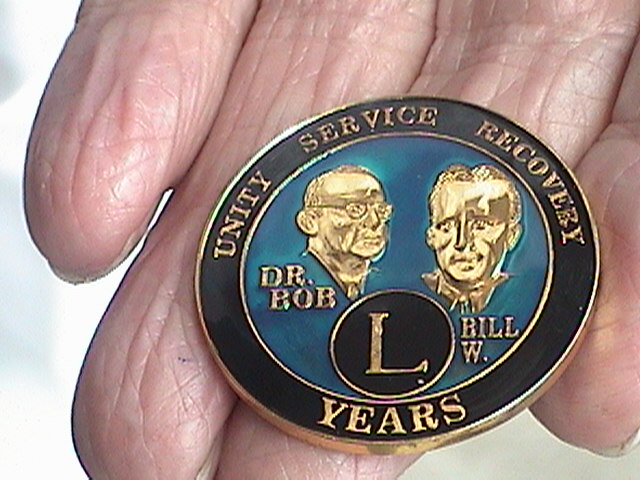 UNITY SERVICE RECOVERY
DR.
BOB
BILL
W.
L
YEARS